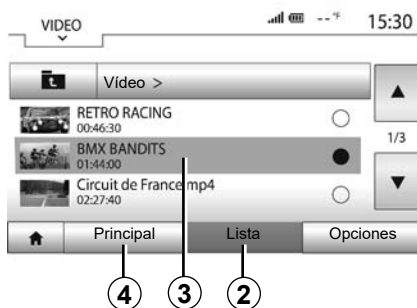 VIDEO
--°F 15:30
Vídeo >
RETRO RACING
00:46:30
1/3
BMX BANDITS
01:44:00
Circuit de France mp4
02:27:40
Principal Lista Opciones
4 3 2